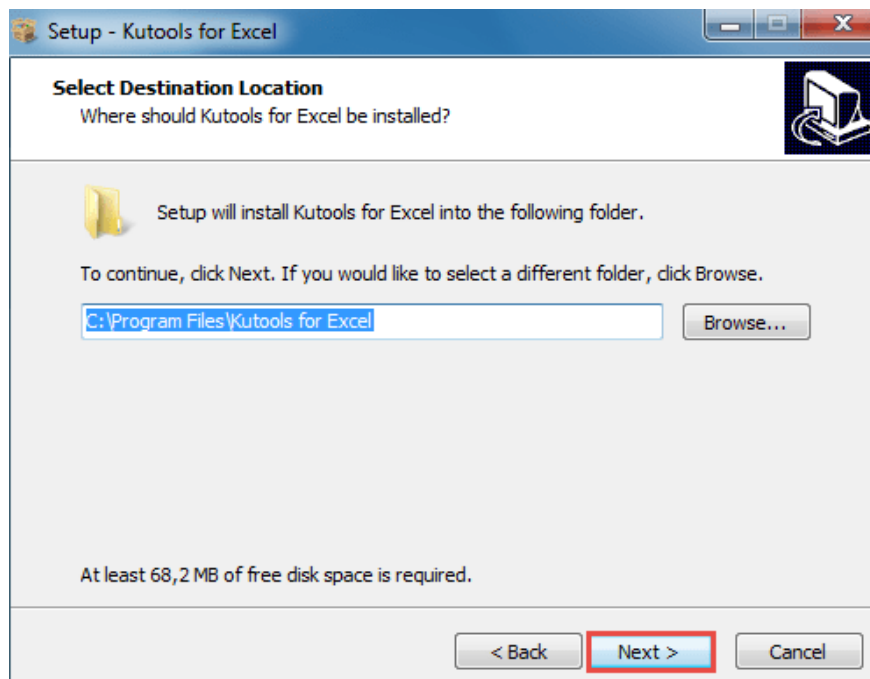 Setup - Kutools for Excel
Select Destination Location
Where should Kutools for Excel be installed?
Setup will install Kutools for Excel into the following folder.
To continue, click Next. If you would like to select a different folder, click Browse.
C:\Program Files\Kutools for Excel
Browse...
At least 68,2 MB of free disk space is required.
< Back
Next >
Cancel